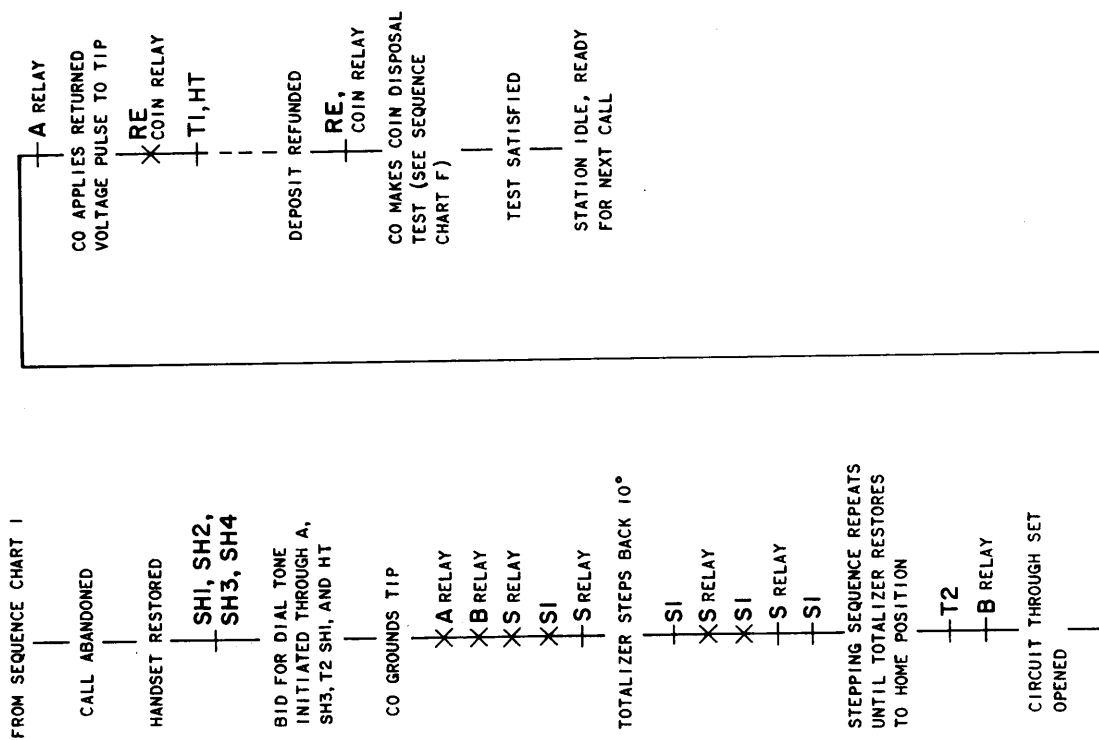 FROM SEQUENCE CHART 1
CALL ABANDONED
HANDSET RESTORED
SH1, SH2,
SH3, SH4
BID FOR DIAL TONE
INITIATED THROUGH A,
SH3, T2 SH1, AND HT
CO GROUNDS TIP
A RELAY
B RELAY
S RELAY
S1
S RELAY
TOTALIZER STEPS BACK 10°
S1
S RELAY
S1
S RELAY
S1
STEPPING SEQUENCE REPEATS
UNTIL TOTALIZER RESTORES
TO HOME POSITION
T2
B RELAY
CIRCUIT THROUGH SET
OPENED
A RELAY
CO APPLIES RETURNED
VOLTAGE PULSE TO TIP
RE
COIN RELAY
T1, HT
DEPOSIT REFUNDED
RE,
COIN RELAY
CO MAKES COIN DISPOSAL
TEST (SEE SEQUENCE
CHART F)
TEST SATISFIED
STATION IDLE, READY
FOR NEXT CALL